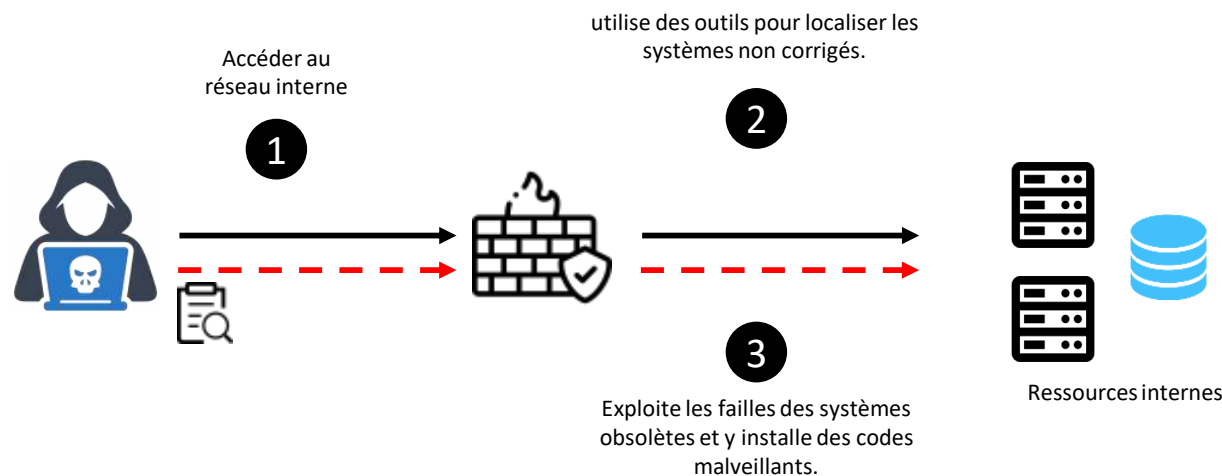 Accéder au
réseau interne
1
utilise des outils pour localiser les
systèmes non corrigés.
2
3
Exploite les failles des systèmes
obsolètes et y installe des codes
malveillants.
Ressources internes